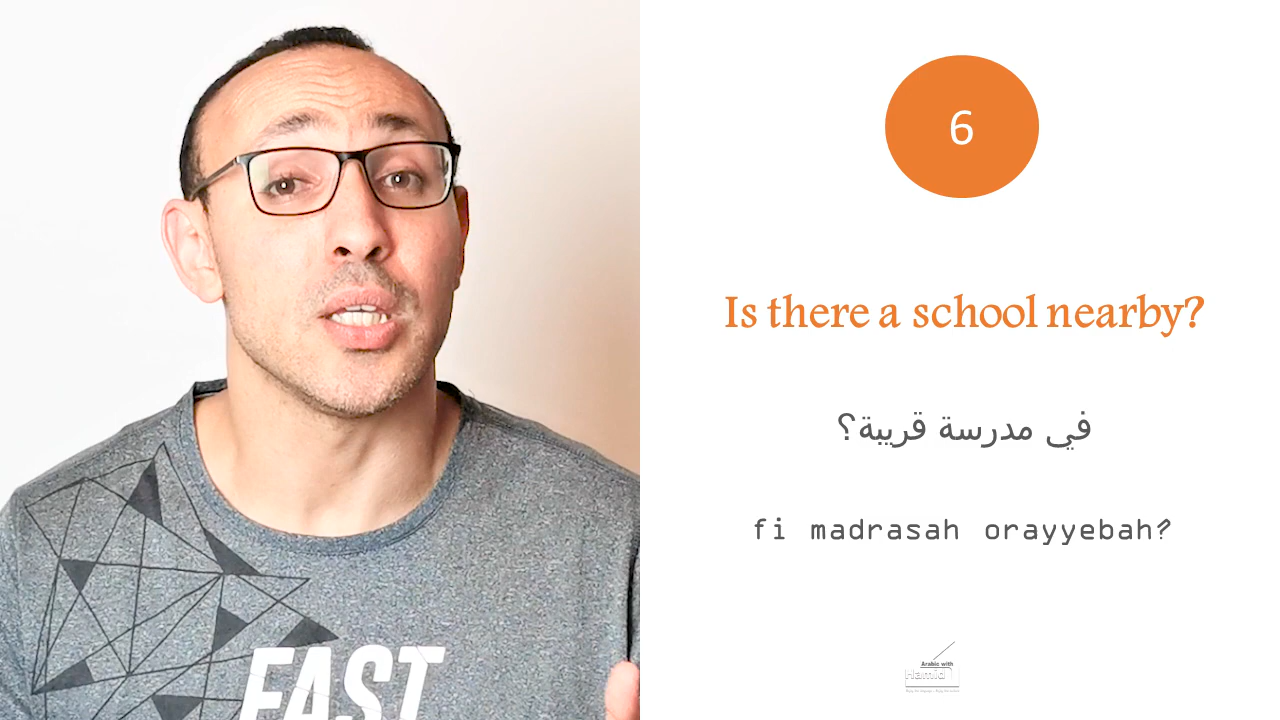 FAST
6
Is there a school nearby?
في مدرسة قريبة؟
fi madrasah orayyebah?
Arabic with
Hamid